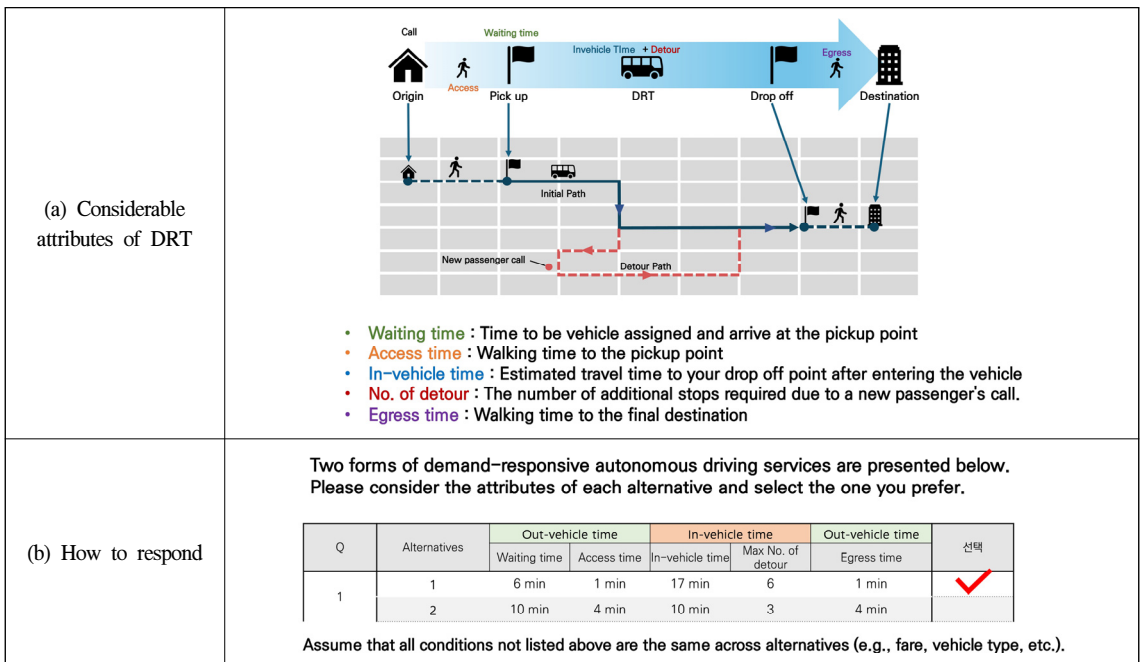 (a) Considerable
attributes of DRT
Call
Waiting time
Invehicle TIme + Detour
Egress
Access
Origin
Pick up
DRT
Drop off
Destination
Initial Path
New passenger call
Detour Path
• Waiting time : Time to be vehicle assigned and arrive at the pickup point
• Access time : Walking time to the pickup point
• In-vehicle time : Estimated travel time to your drop off point after entering the vehicle
• No. of detour : The number of additional stops required due to a new passenger's call.
• Egress time : Walking time to the final destination
(b) How to respond
Two forms of demand-responsive autonomous driving services are presented below.
Please consider the attributes of each alternative and select the one you prefer.
Q Alternatives Out-vehicle time In-vehicle time Out-vehicle time 선택
Waiting time Access time In-vehicle time Max No. of detour Egress time
1 1 6 min 1 min 17 min 6 1 min
2 10 min 4 min 10 min 3 4 min
Assume that all conditions not listed above are the same across alternatives (e.g., fare, vehicle type, etc.).